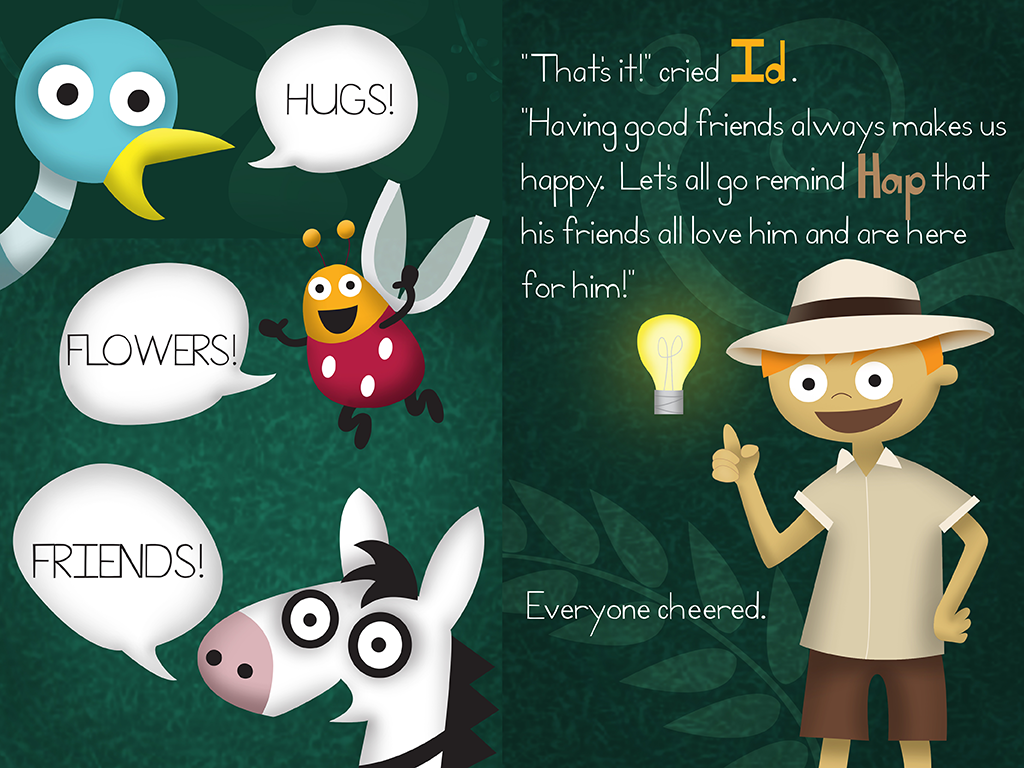 HUGS!
FLOWERS!
FRIENDS!
"That's it!" cried Id.
"Having good friends always makes us
happy. Let's all go remind Hap that
his friends all love him and are here
for him!"
Everyone cheered.